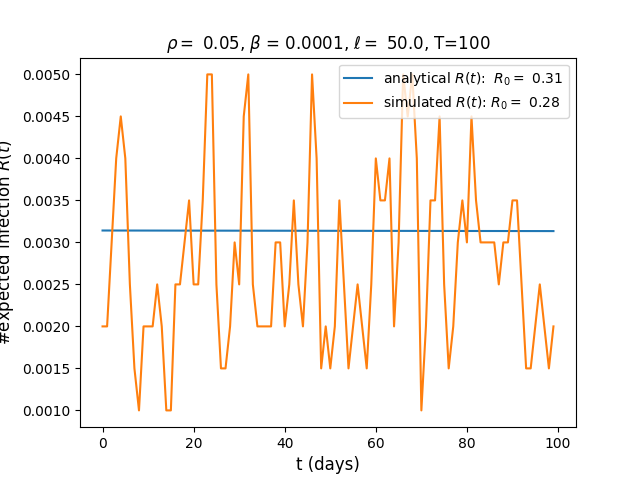 ρ = 0.05, β = 0.0001, ℓ = 50.0, T=100
analytical R(t): R₀ = 0.31
simulated R(t): R₀ = 0.28
#expected infection R(t)
0.0050
0.0045
0.0040
0.0035
0.0030
0.0025
0.0020
0.0015
0.0010
0 20 40 60 80 100
t (days)